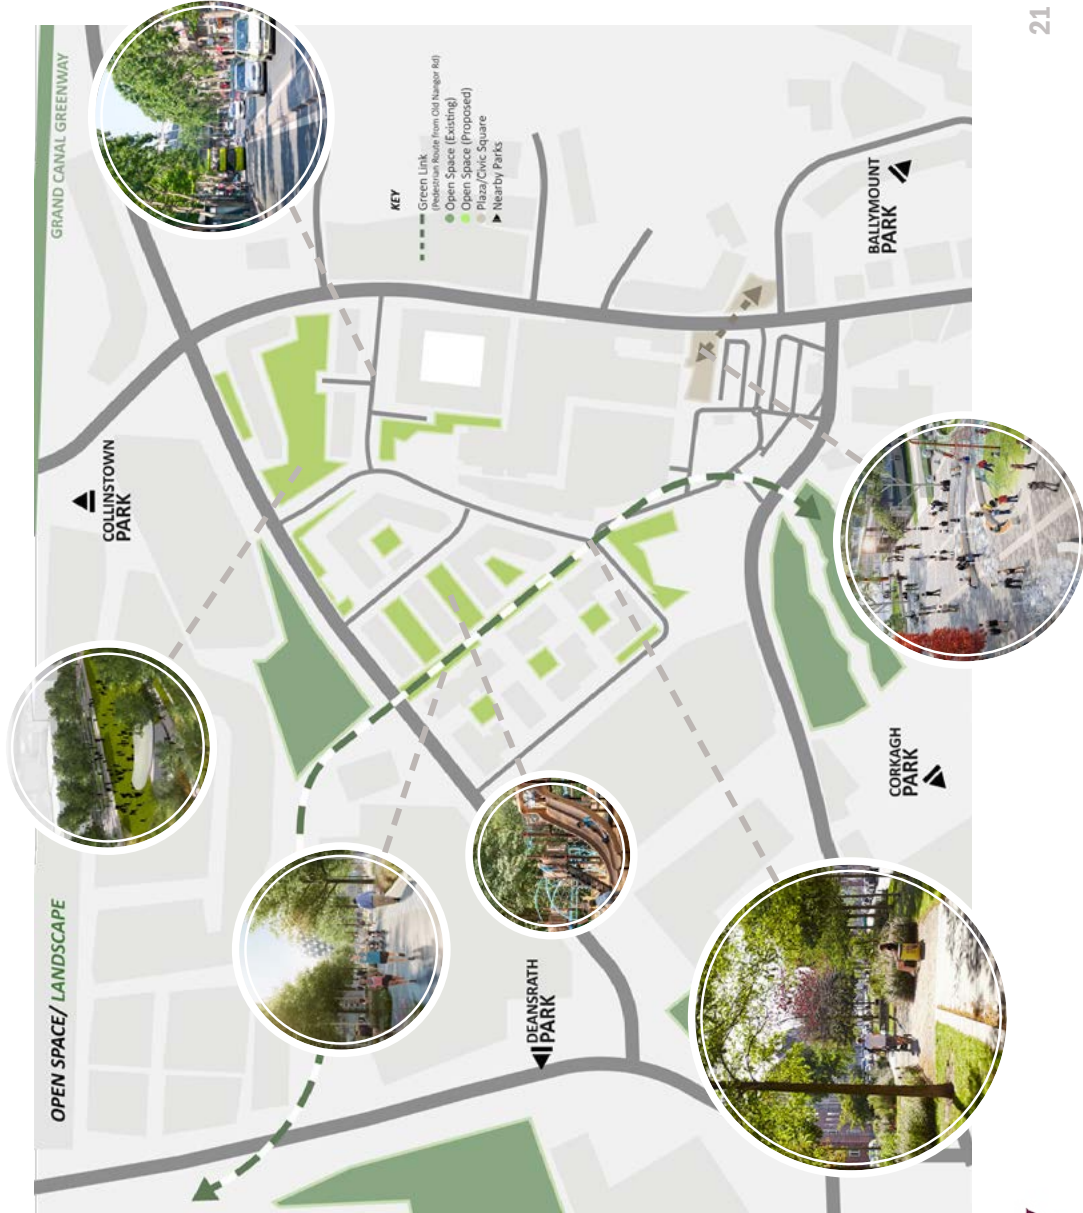 OPEN SPACE/ LANDSCAPE
GRAND CANAL GREENWAY
COLLINSTOWN
PARK
KEY
Green Link
(Pedestrian Route from Old Nangor Rd)
Open Space (Existing)
Open Space (Proposed)
Plaza/Civic Square
Nearby Parks
DEANSRATH
PARK
CORKAGH
PARK
BALLYMOUNT
PARK
21